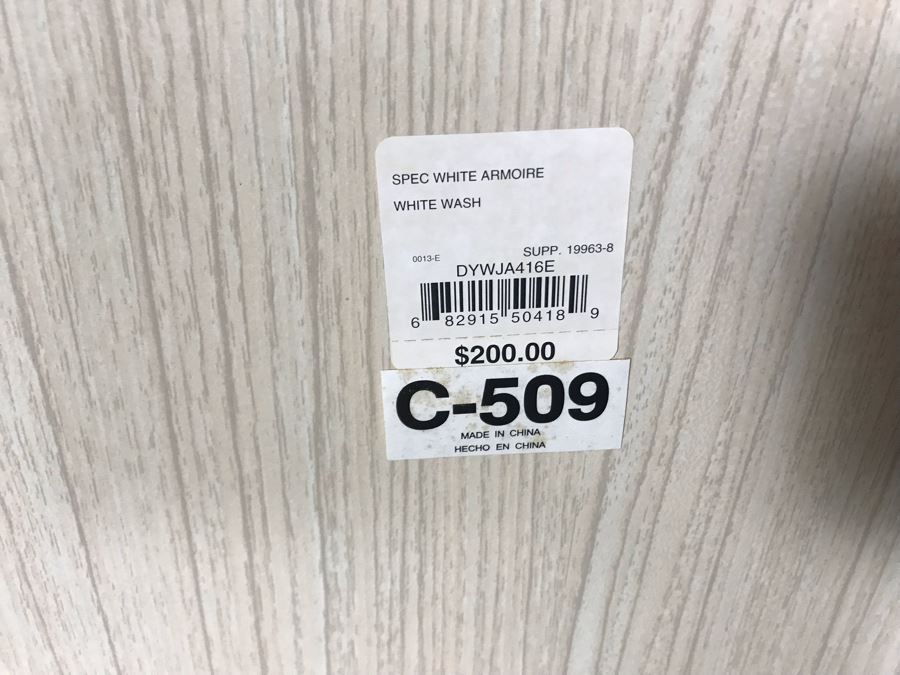 SPEC WHITE ARMOIRE
WHITE WASH
0013-E SUPP. 19963-8
DYWJA416E
6 82915 50418 9
$200.00
C-509
MADE IN CHINA
HECHO EN CHINA